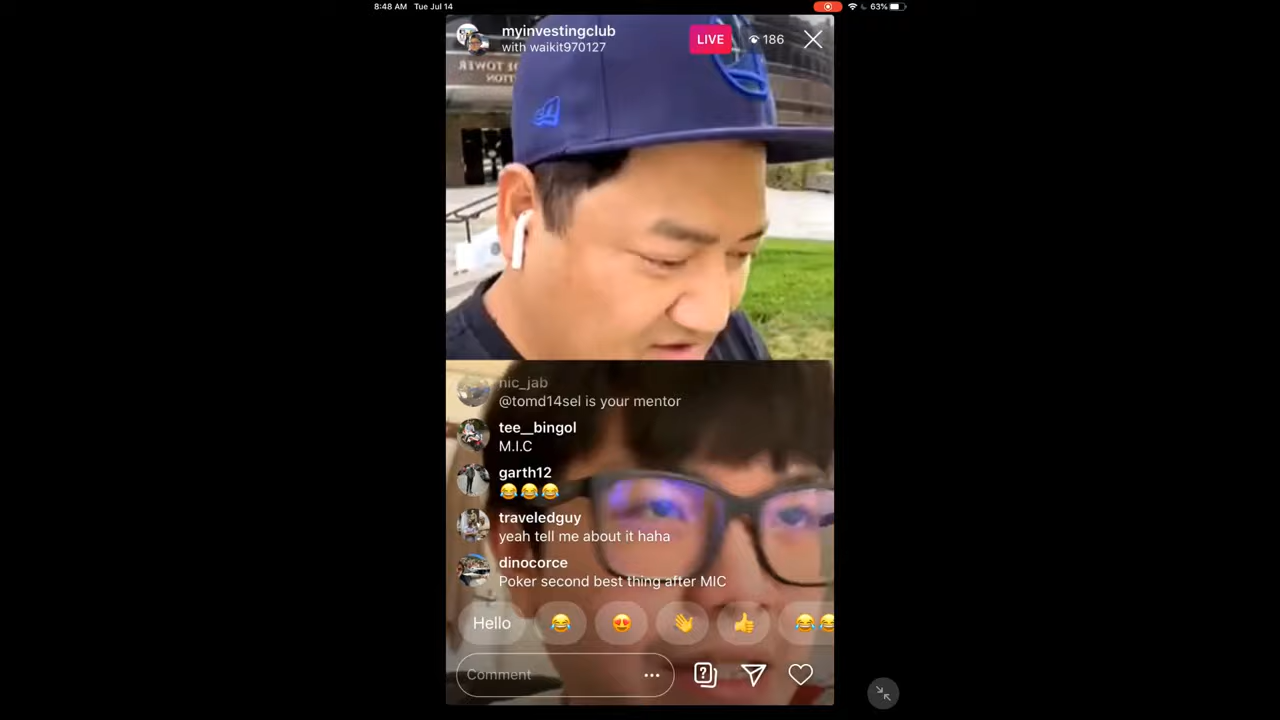 8:48 AM Tue Jul 14
63%
myinvestingclub
with waikit970127
LIVE
186
nic_jab
@tomd14sel is your mentor
tee__bingol
M.I.C
garth12
😂😂😂
traveledguy
yeah tell me about it haha
dinocorce
Poker second best thing after MIC
Hello 😂 😍 👋 👍 😂😂
Comment